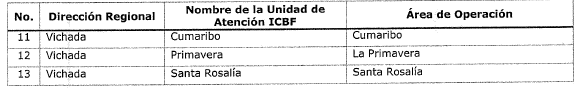 No. Dirección Regional Nombre de la Unidad de Atención ICBF Área de Operación
11 Vichada Cumaribo Cumaribo
12 Vichada Primavera La Primavera
13 Vichada Santa Rosalía Santa Rosalía